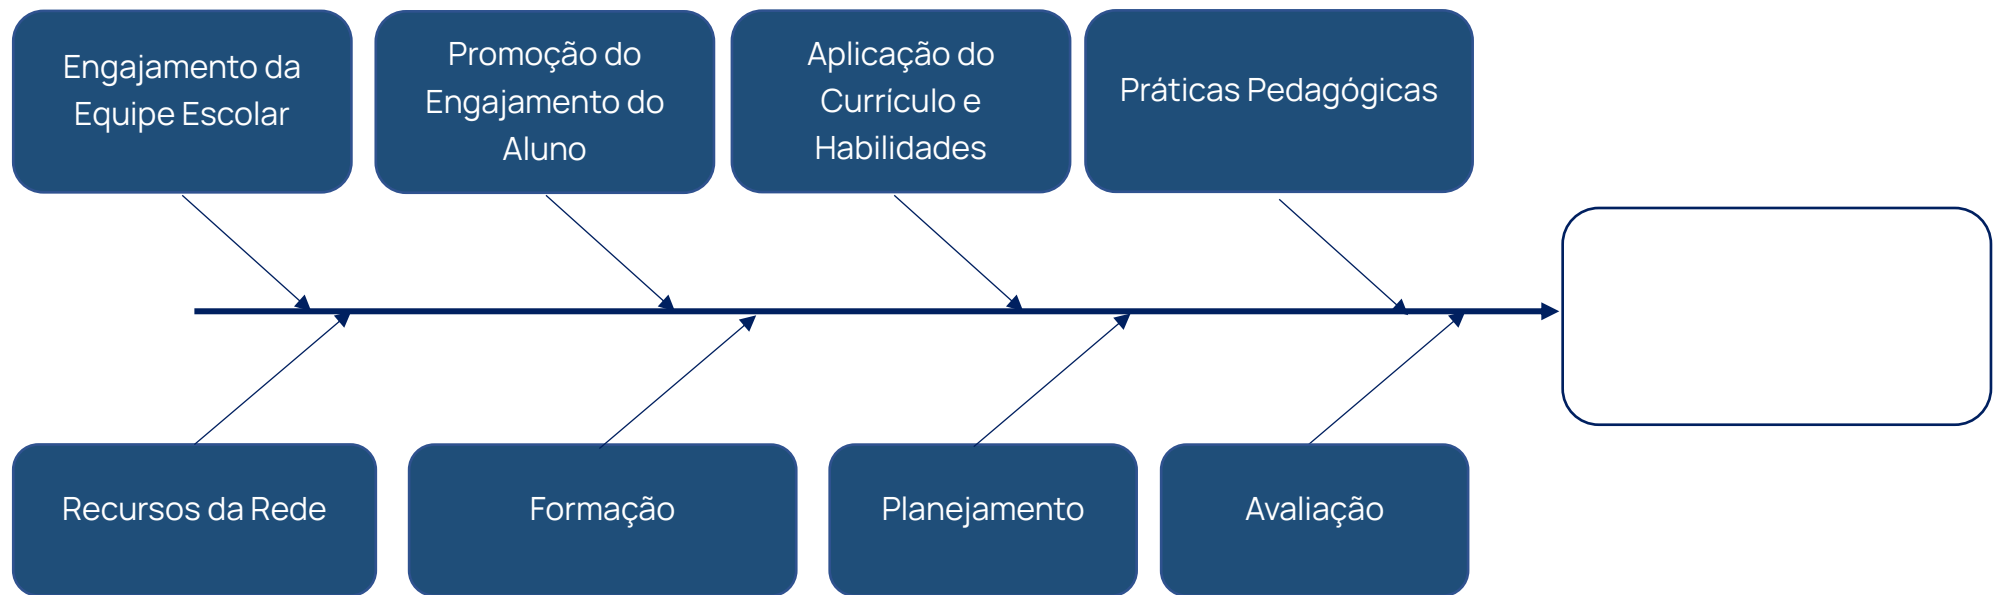 Engajamento da
Equipe Escolar
Promoção do
Engajamento do
Aluno
Aplicação do
Currículo e
Habilidades
Práticas Pedagógicas
Recursos da Rede
Formação
Planejamento
Avaliação